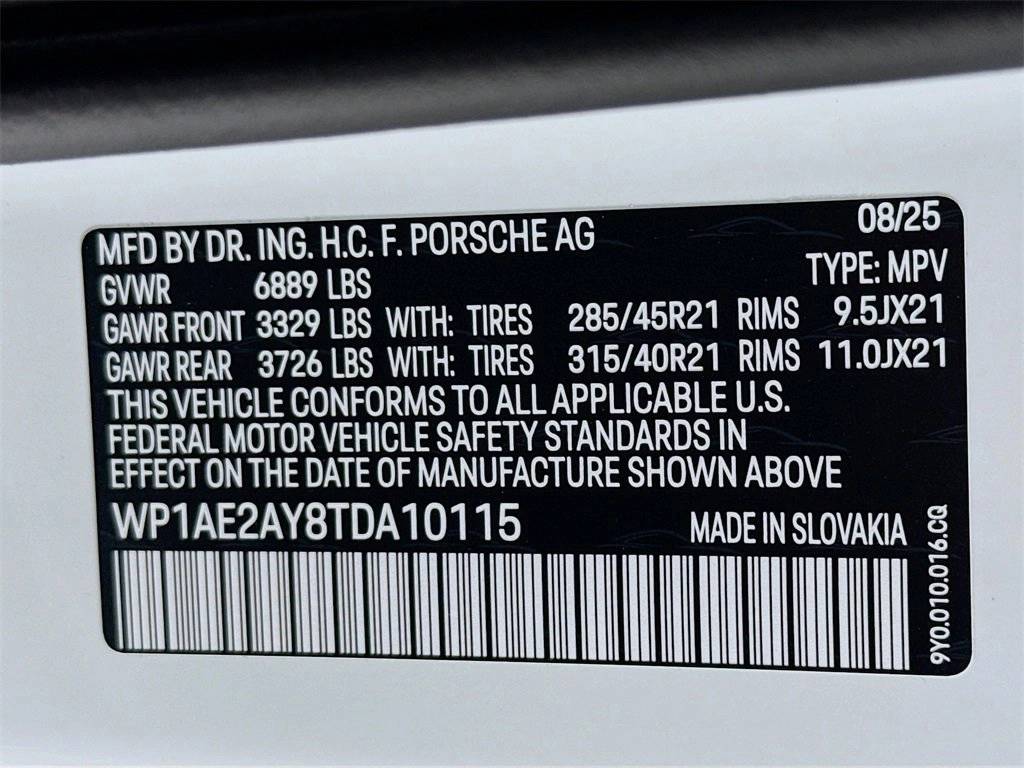 MFD BY DR. ING. H.C. F. PORSCHE AG 08/25
GVWR 6889 LBS TYPE: MPV
GAWR FRONT 3329 LBS WITH: TIRES 285/45R21 RIMS 9.5JX21
GAWR REAR 3726 LBS WITH: TIRES 315/40R21 RIMS 11.0JX21
THIS VEHICLE CONFORMS TO ALL APPLICABLE U.S.
FEDERAL MOTOR VEHICLE SAFETY STANDARDS IN
EFFECT ON THE DATE OF MANUFACTURE SHOWN ABOVE
WP1AE2AY8TDA10115 MADE IN SLOVAKIA
9Y0.010.016.CQ